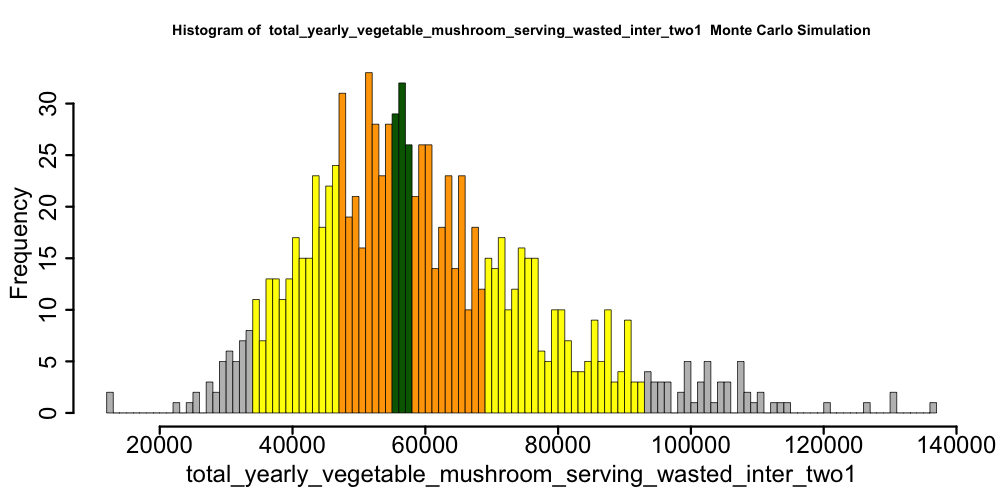 Histogram of  total_yearly_vegetable_mushroom_serving_wasted_inter_two1  Monte Carlo Simulation
Frequency
30
25
20
15
10
5
0
20000 40000 60000 80000 100000 120000 140000
total_yearly_vegetable_mushroom_serving_wasted_inter_two1